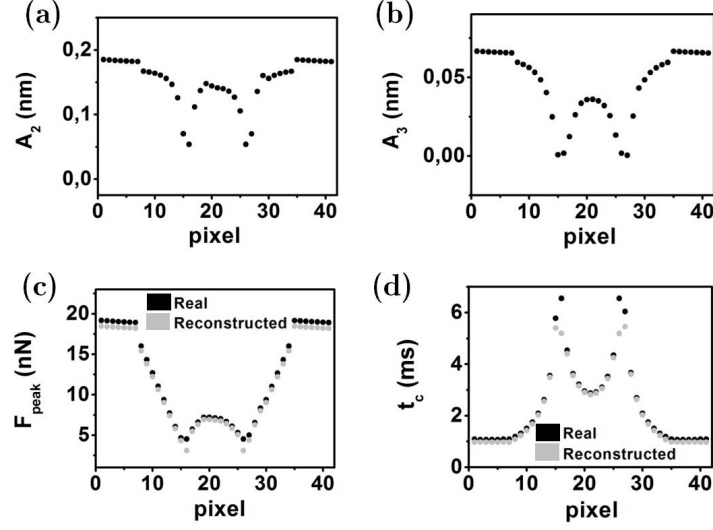 (a)
0,2
0,1
0,0
A2 (nm)
0 10 20 30 40
pixel
(b)
0,05
0,00
A3 (nm)
0 10 20 30 40
pixel
(c)
Real
Reconstructed
20
15
10
5
Fpeak (nN)
0 10 20 30 40
pixel
(d)
6
4
2
0
tc (ms)
Real
Reconstructed
0 10 20 30 40
pixel